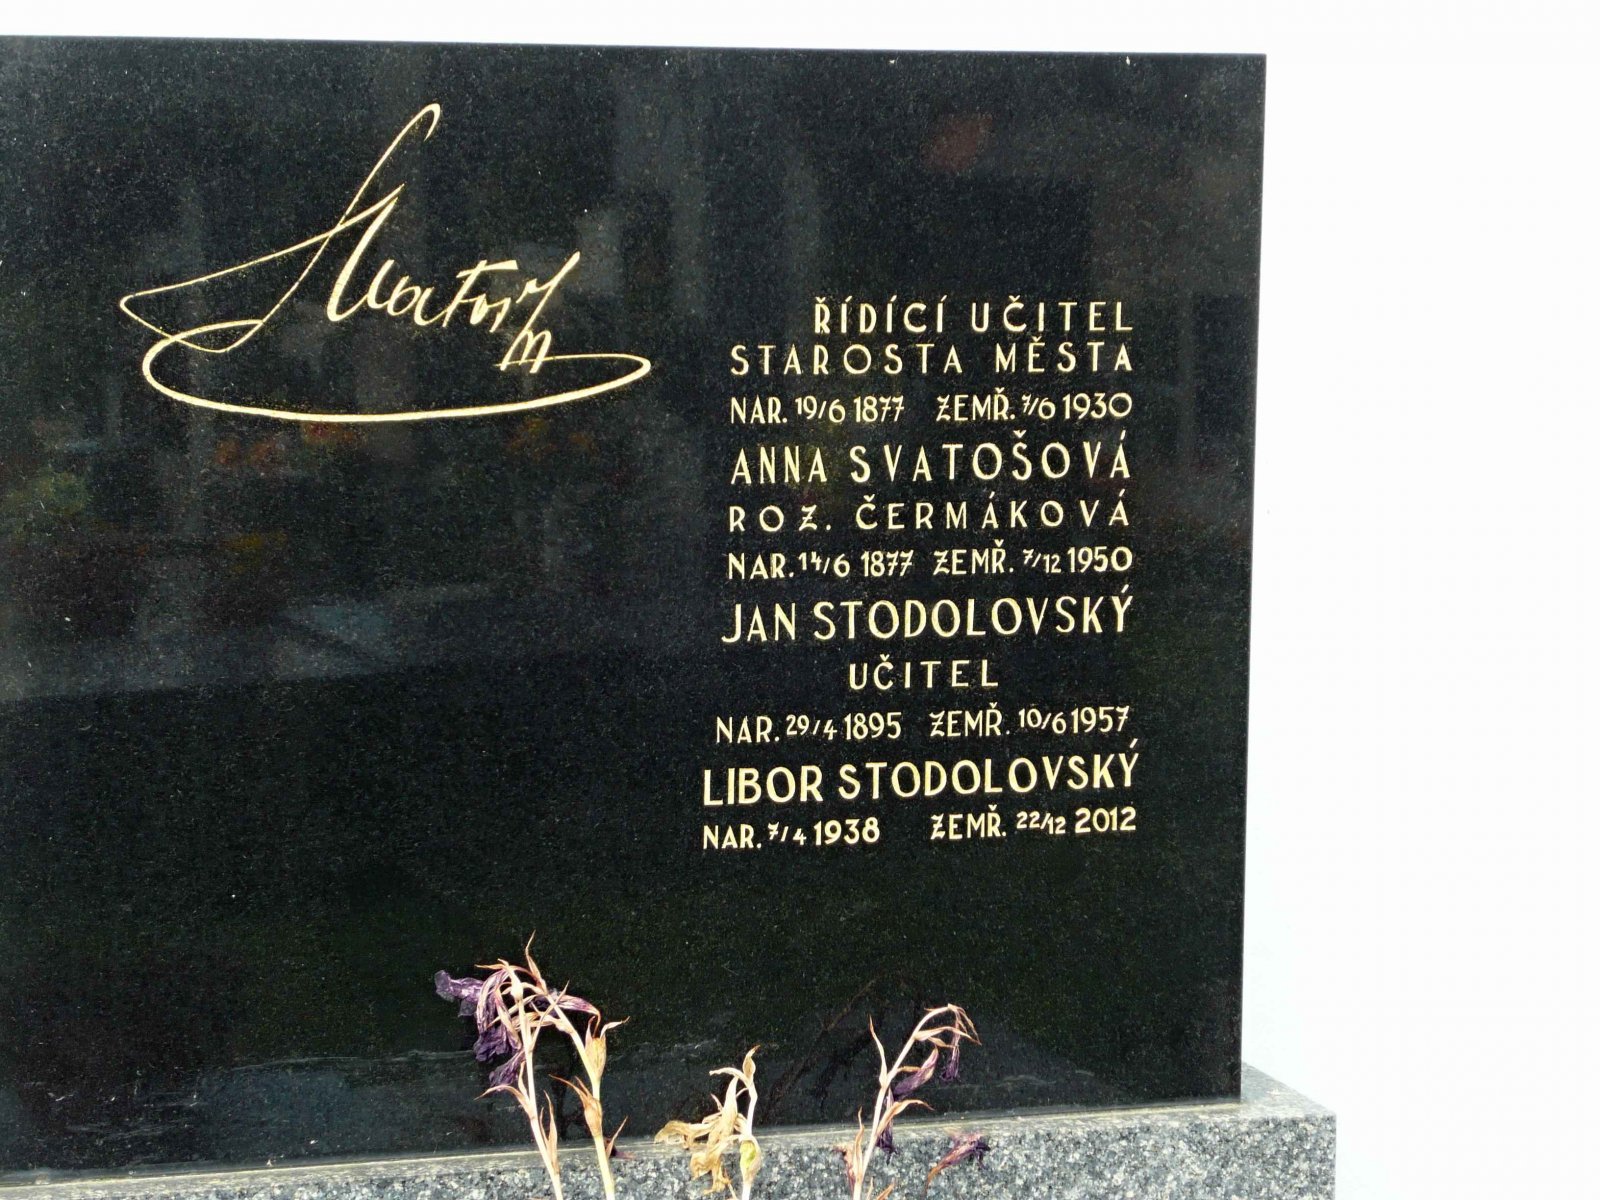 Svatoš
ŘÍDÍCÍ UČITEL
STAROSTA MĚSTA
NAR. 19/6 1877 ZEMŘ. 7/6 1930
ANNA SVATOŠOVÁ
ROZ. ČERMÁKOVÁ
NAR. 14/6 1877 ZEMŘ. 7/12 1950
JAN STODOLOVSKÝ
UČITEL
NAR. 29/4 1895 ZEMŘ. 10/6 1957
LIBOR STODOLOVSKÝ
NAR. 7/4 1938 ZEMŘ. 22/12 2012